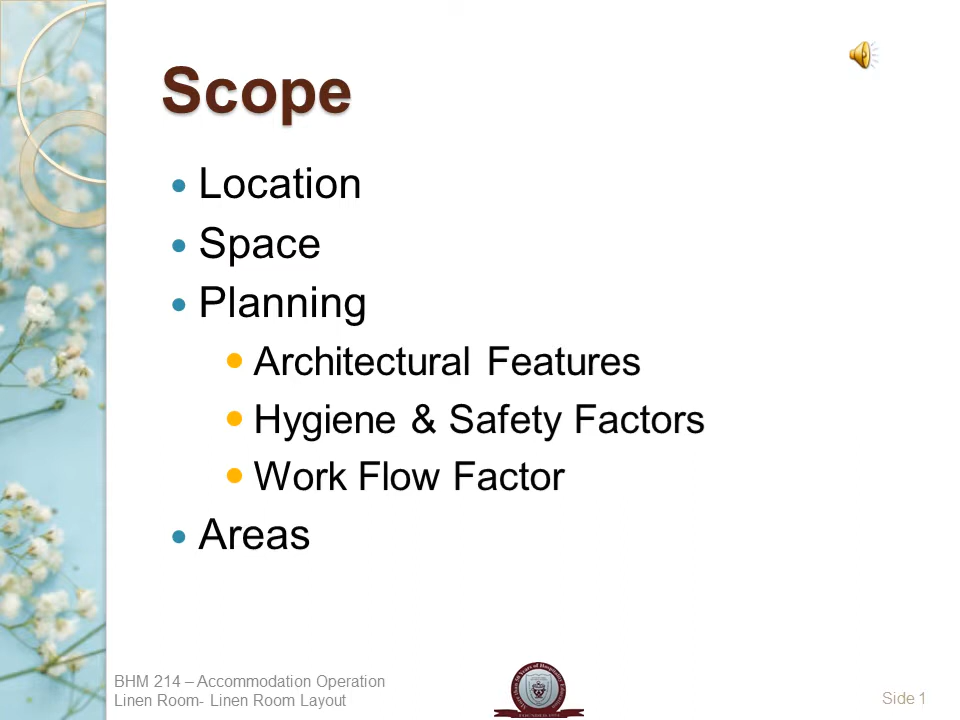 Scope
Location
Space
Planning
Architectural Features
Hygiene & Safety Factors
Work Flow Factor
Areas
BHM 214 – Accommodation Operation
Linen Room- Linen Room Layout
Side 1